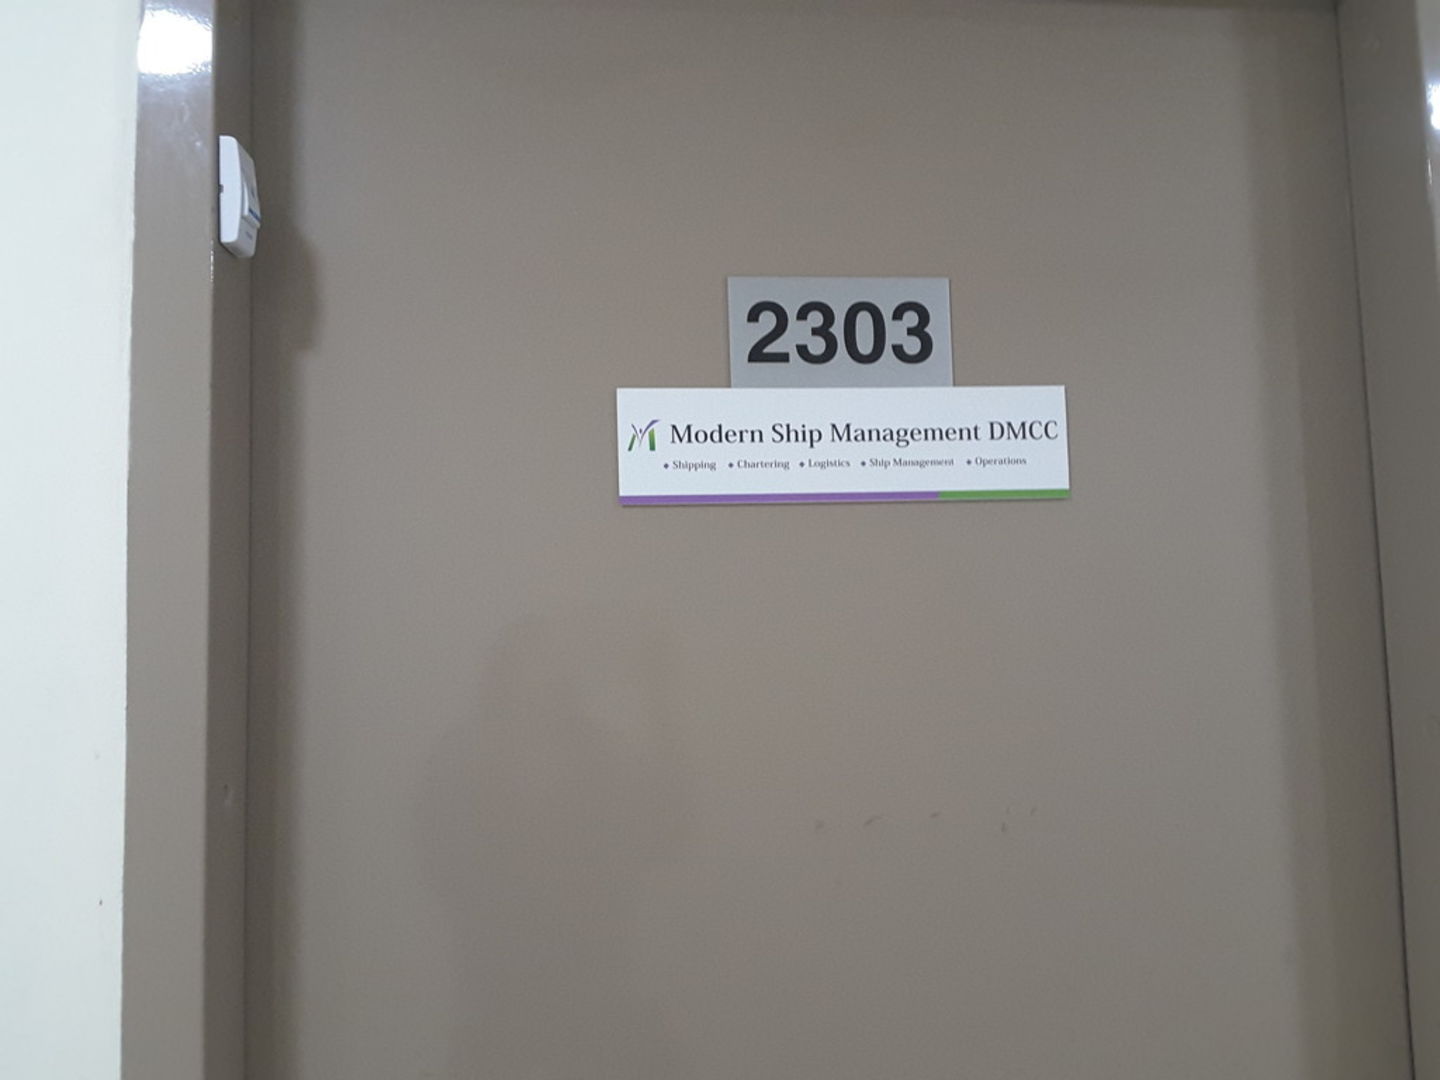 2303
Modern Ship Management DMCC
◆ Shipping ◆ Chartering ◆ Logistics ◆ Ship Management ◆ Operations